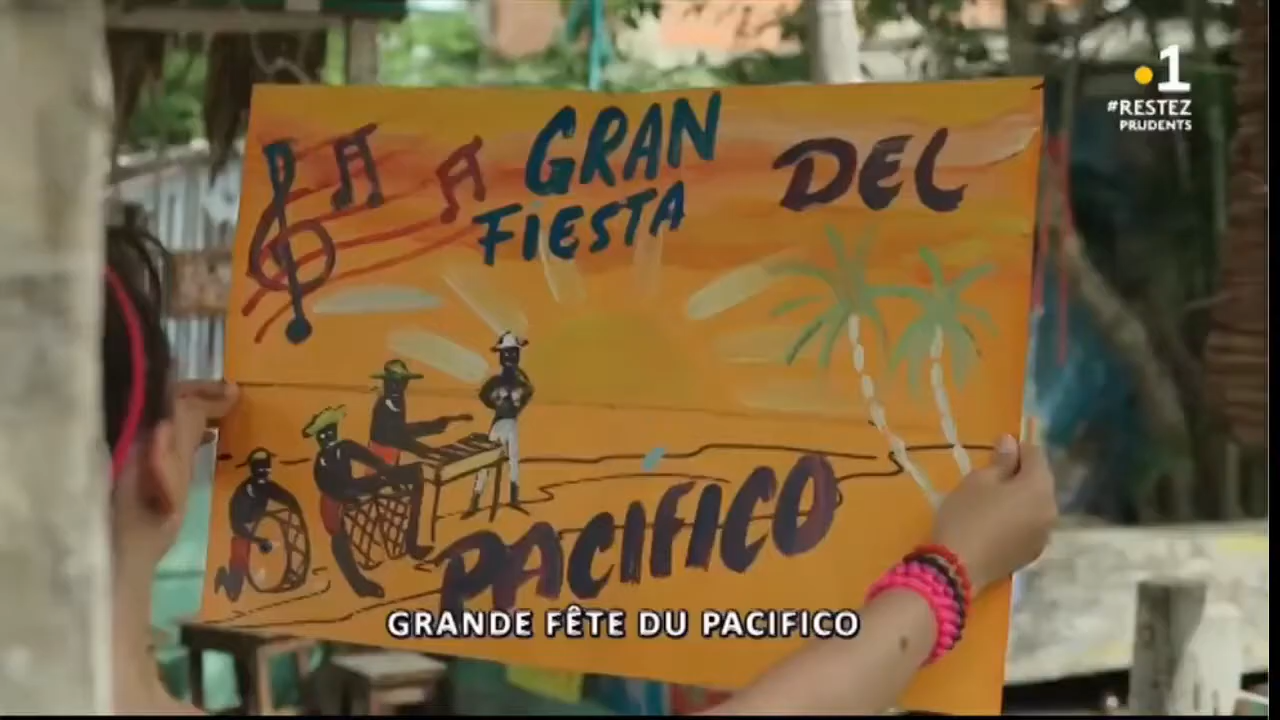 1
#RESTEZ
PRUDENTS
GRAN DEL
FIESTA
PACIFICO
GRANDE FÊTE DU PACIFICO